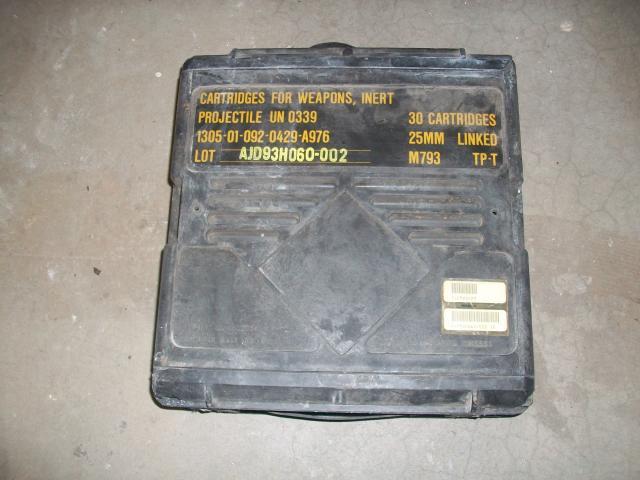 CARTRIDGES FOR WEAPONS, INERT
PROJECTILE UN 0339 30 CARTRIDGES
1305-01-092-0429-A976 25MM LINKED
LOT AJD93H060-002 M793 TP-T